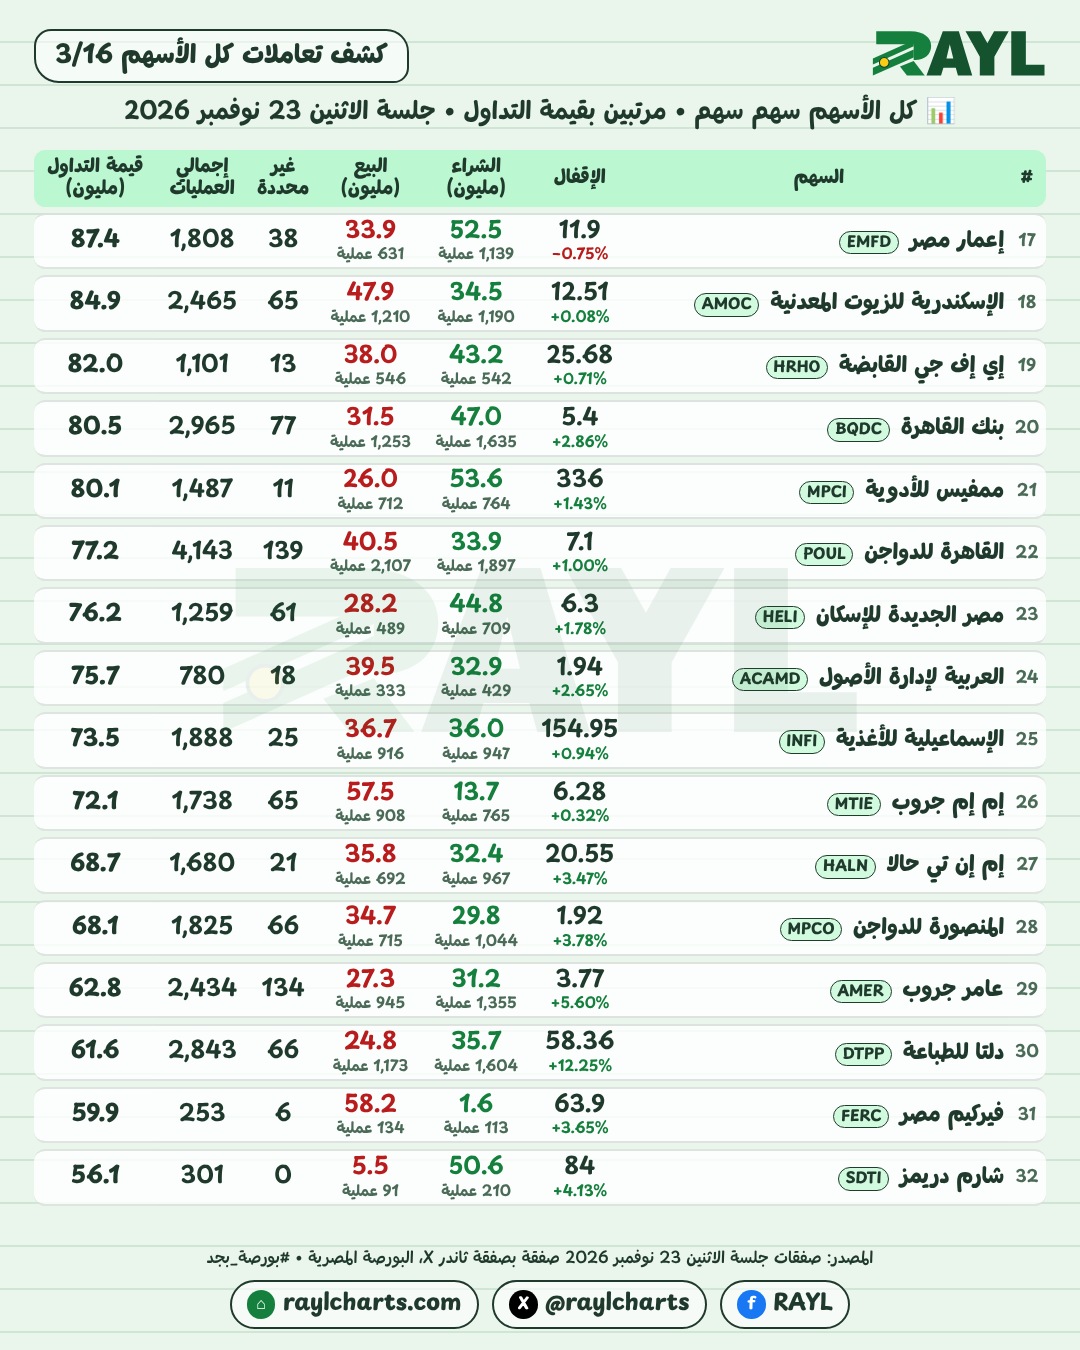 RAYL
كشف تعاملات كل الأسهم 3/16
📊 كل الأسهم سهم سهم • مرتبين بقيمة التداول • جلسة الاثنين 23 نوفمبر 2026
# السهم الإقفال الشراء (مليون) البيع (مليون) غير محددة إجمالي العمليات قيمة التداول (مليون)
17 إعمار مصر EMFD 11.9 52.5 33.9 38 1,808 87.4
-0.75% 1,139 عملية 631 عملية
18 الإسكندرية للزيوت المعدنية AMOC 12.51 34.5 47.9 65 2,465 84.9
+0.08% 1,190 عملية 1,210 عملية
19 إي إف جي القابضة HRHO 25.68 43.2 38.0 13 1,101 82.0
+0.71% 542 عملية 546 عملية
20 بنك القاهرة BQDC 5.4 47.0 31.5 77 2,965 80.5
+2.86% 1,635 عملية 1,253 عملية
21 ممفيس للأدوية MPCI 336 53.6 26.0 11 1,487 80.1
+1.43% 764 عملية 712 عملية
22 القاهرة للدواجن POUL 7.1 33.9 40.5 139 4,143 77.2
+1.00% 1,897 عملية 2,107 عملية
23 مصر الجديدة للإسكان HELI 6.3 44.8 28.2 61 1,259 76.2
+1.78% 709 عملية 489 عملية
24 العربية لإدارة الأصول ACAMD 1.94 32.9 39.5 18 780 75.7
+2.65% 429 عملية 333 عملية
25 الإسماعيلية للأغذية INFI 154.95 36.0 36.7 25 1,888 73.5
+0.94% 947 عملية 916 عملية
26 إم إم جروب MTIE 6.28 13.7 57.5 65 1,738 72.1
+0.32% 765 عملية 908 عملية
27 إم إن تي حالا HALN 20.55 32.4 35.8 21 1,680 68.7
+3.47% 967 عملية 692 عملية
28 المنصورة للدواجن MPCO 1.92 29.8 34.7 66 1,825 68.1
+3.78% 1,044 عملية 715 عملية
29 عامر جروب AMER 3.77 31.2 27.3 134 2,434 62.8
+5.60% 1,355 عملية 945 عملية
30 دلتا للطباعة DTPP 58.36 35.7 24.8 66 2,843 61.6
+12.25% 1,604 عملية 1,173 عملية
31 فيركيم مصر FERC 63.9 1.6 58.2 6 253 59.9
+3.65% 113 عملية 134 عملية
32 شارم دريمز SDTI 84 50.6 5.5 0 301 56.1
+4.13% 210 عملية 91 عملية
المصدر: صفقات جلسة الاثنين 23 نوفمبر 2026 صفقة بصفقة ثاندر X، البورصة المصرية • #بورصة_بجد
raylcharts.com @raylcharts RAYL